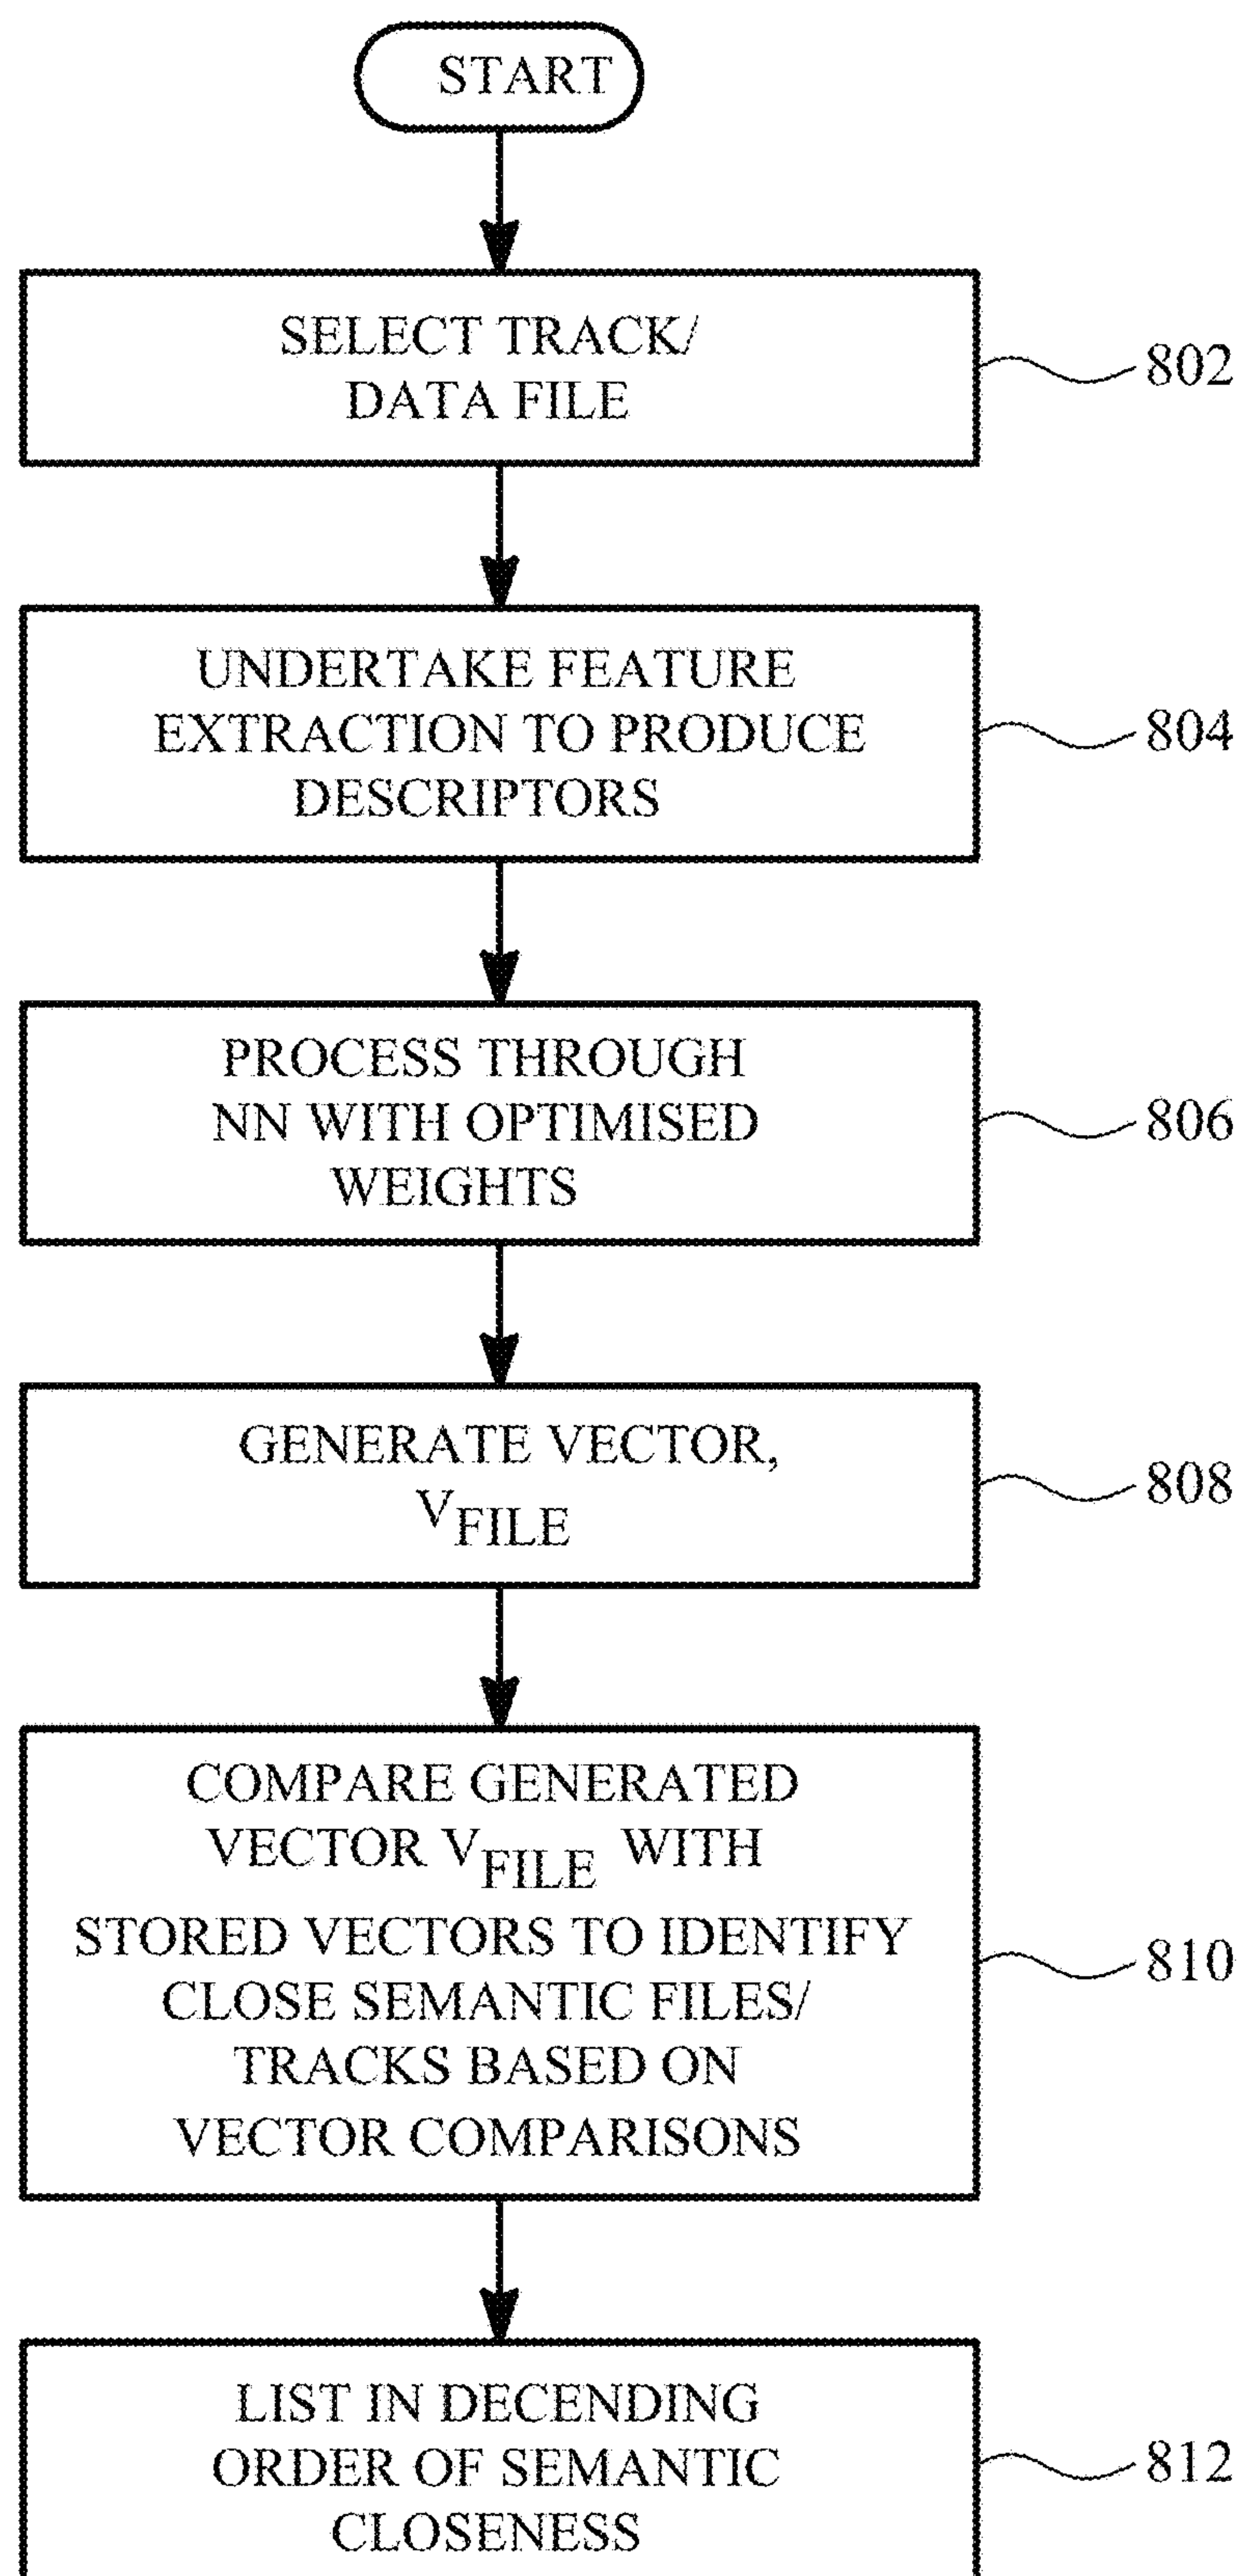 START
SELECT TRACK/
DATA FILE
802
UNDERTAKE FEATURE
EXTRACTION TO PRODUCE
DESCRIPTORS
804
PROCESS THROUGH
NN WITH OPTIMISED
WEIGHTS
806
GENERATE VECTOR,
VFILE
808
COMPARE GENERATED
VECTOR VFILE WITH
STORED VECTORS TO IDENTIFY
CLOSE SEMANTIC FILES/
TRACKS BASED ON
VECTOR COMPARISONS
810
LIST IN DECENDING
ORDER OF SEMANTIC
CLOSENESS
812